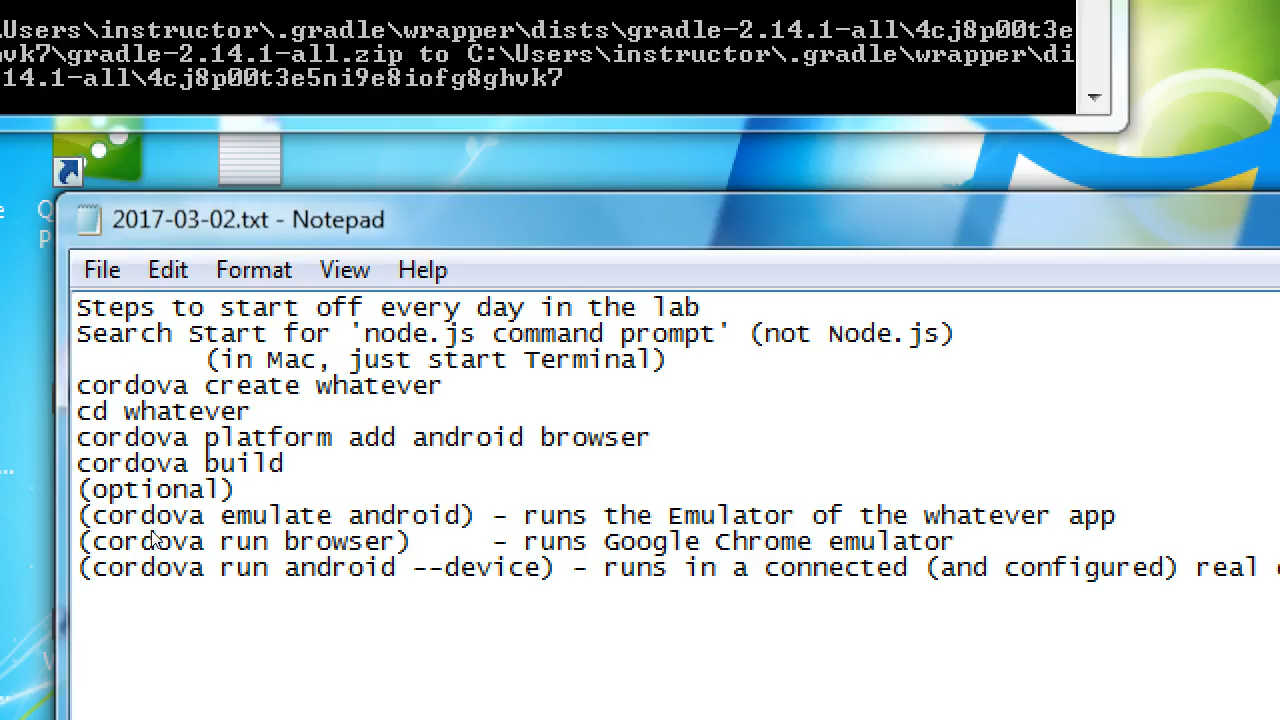 Users\instructor\.gradle\wrapper\dists\gradle-2.14.1-all\4cj8p00t3e
vk7\gradle-2.14.1-all.zip to C:\Users\instructor\.gradle\wrapper\di
14.1-all\4cj8p00t3e5ni9e8iofg8ghvk7
2017-03-02.txt - Notepad
File Edit Format View Help
Steps to start off every day in the lab
Search Start for 'node.js command prompt' (not Node.js)
(in Mac, just start Terminal)
cordova create whatever
cd whatever
cordova platform add android browser
cordova build
(optional)
(cordova emulate android) - runs the Emulator of the whatever app
(cordova run browser) - runs Google Chrome emulator
(cordova run android --device) - runs in a connected (and configured) real